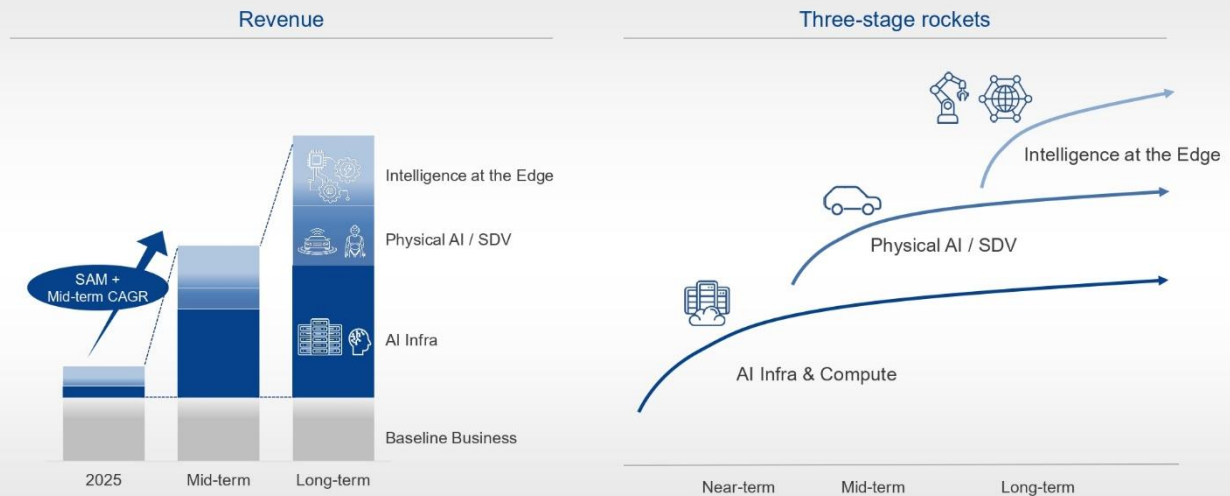 Revenue
SAM +
Mid-term CAGR
Intelligence at the Edge
Physical AI / SDV
AI Infra
Baseline Business
2025
Mid-term
Long-term
Three-stage rockets
Intelligence at the Edge
Physical AI / SDV
AI Infra & Compute
Near-term
Mid-term
Long-term